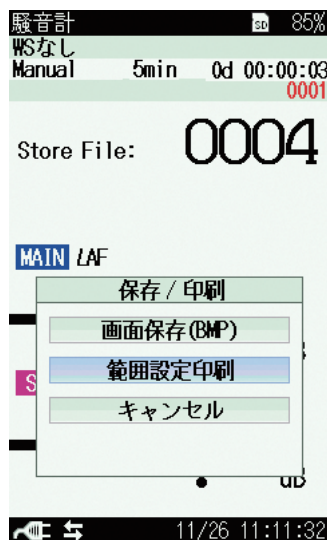 騒音計 SD 85%
WSなし
Manual 5min 0d 00:00:03
0001
Store File: 0004
MAIN LAF
保存 / 印刷
画面保存(BMP)
範囲設定印刷
S
キャンセル
dB
11/26 11:11:32